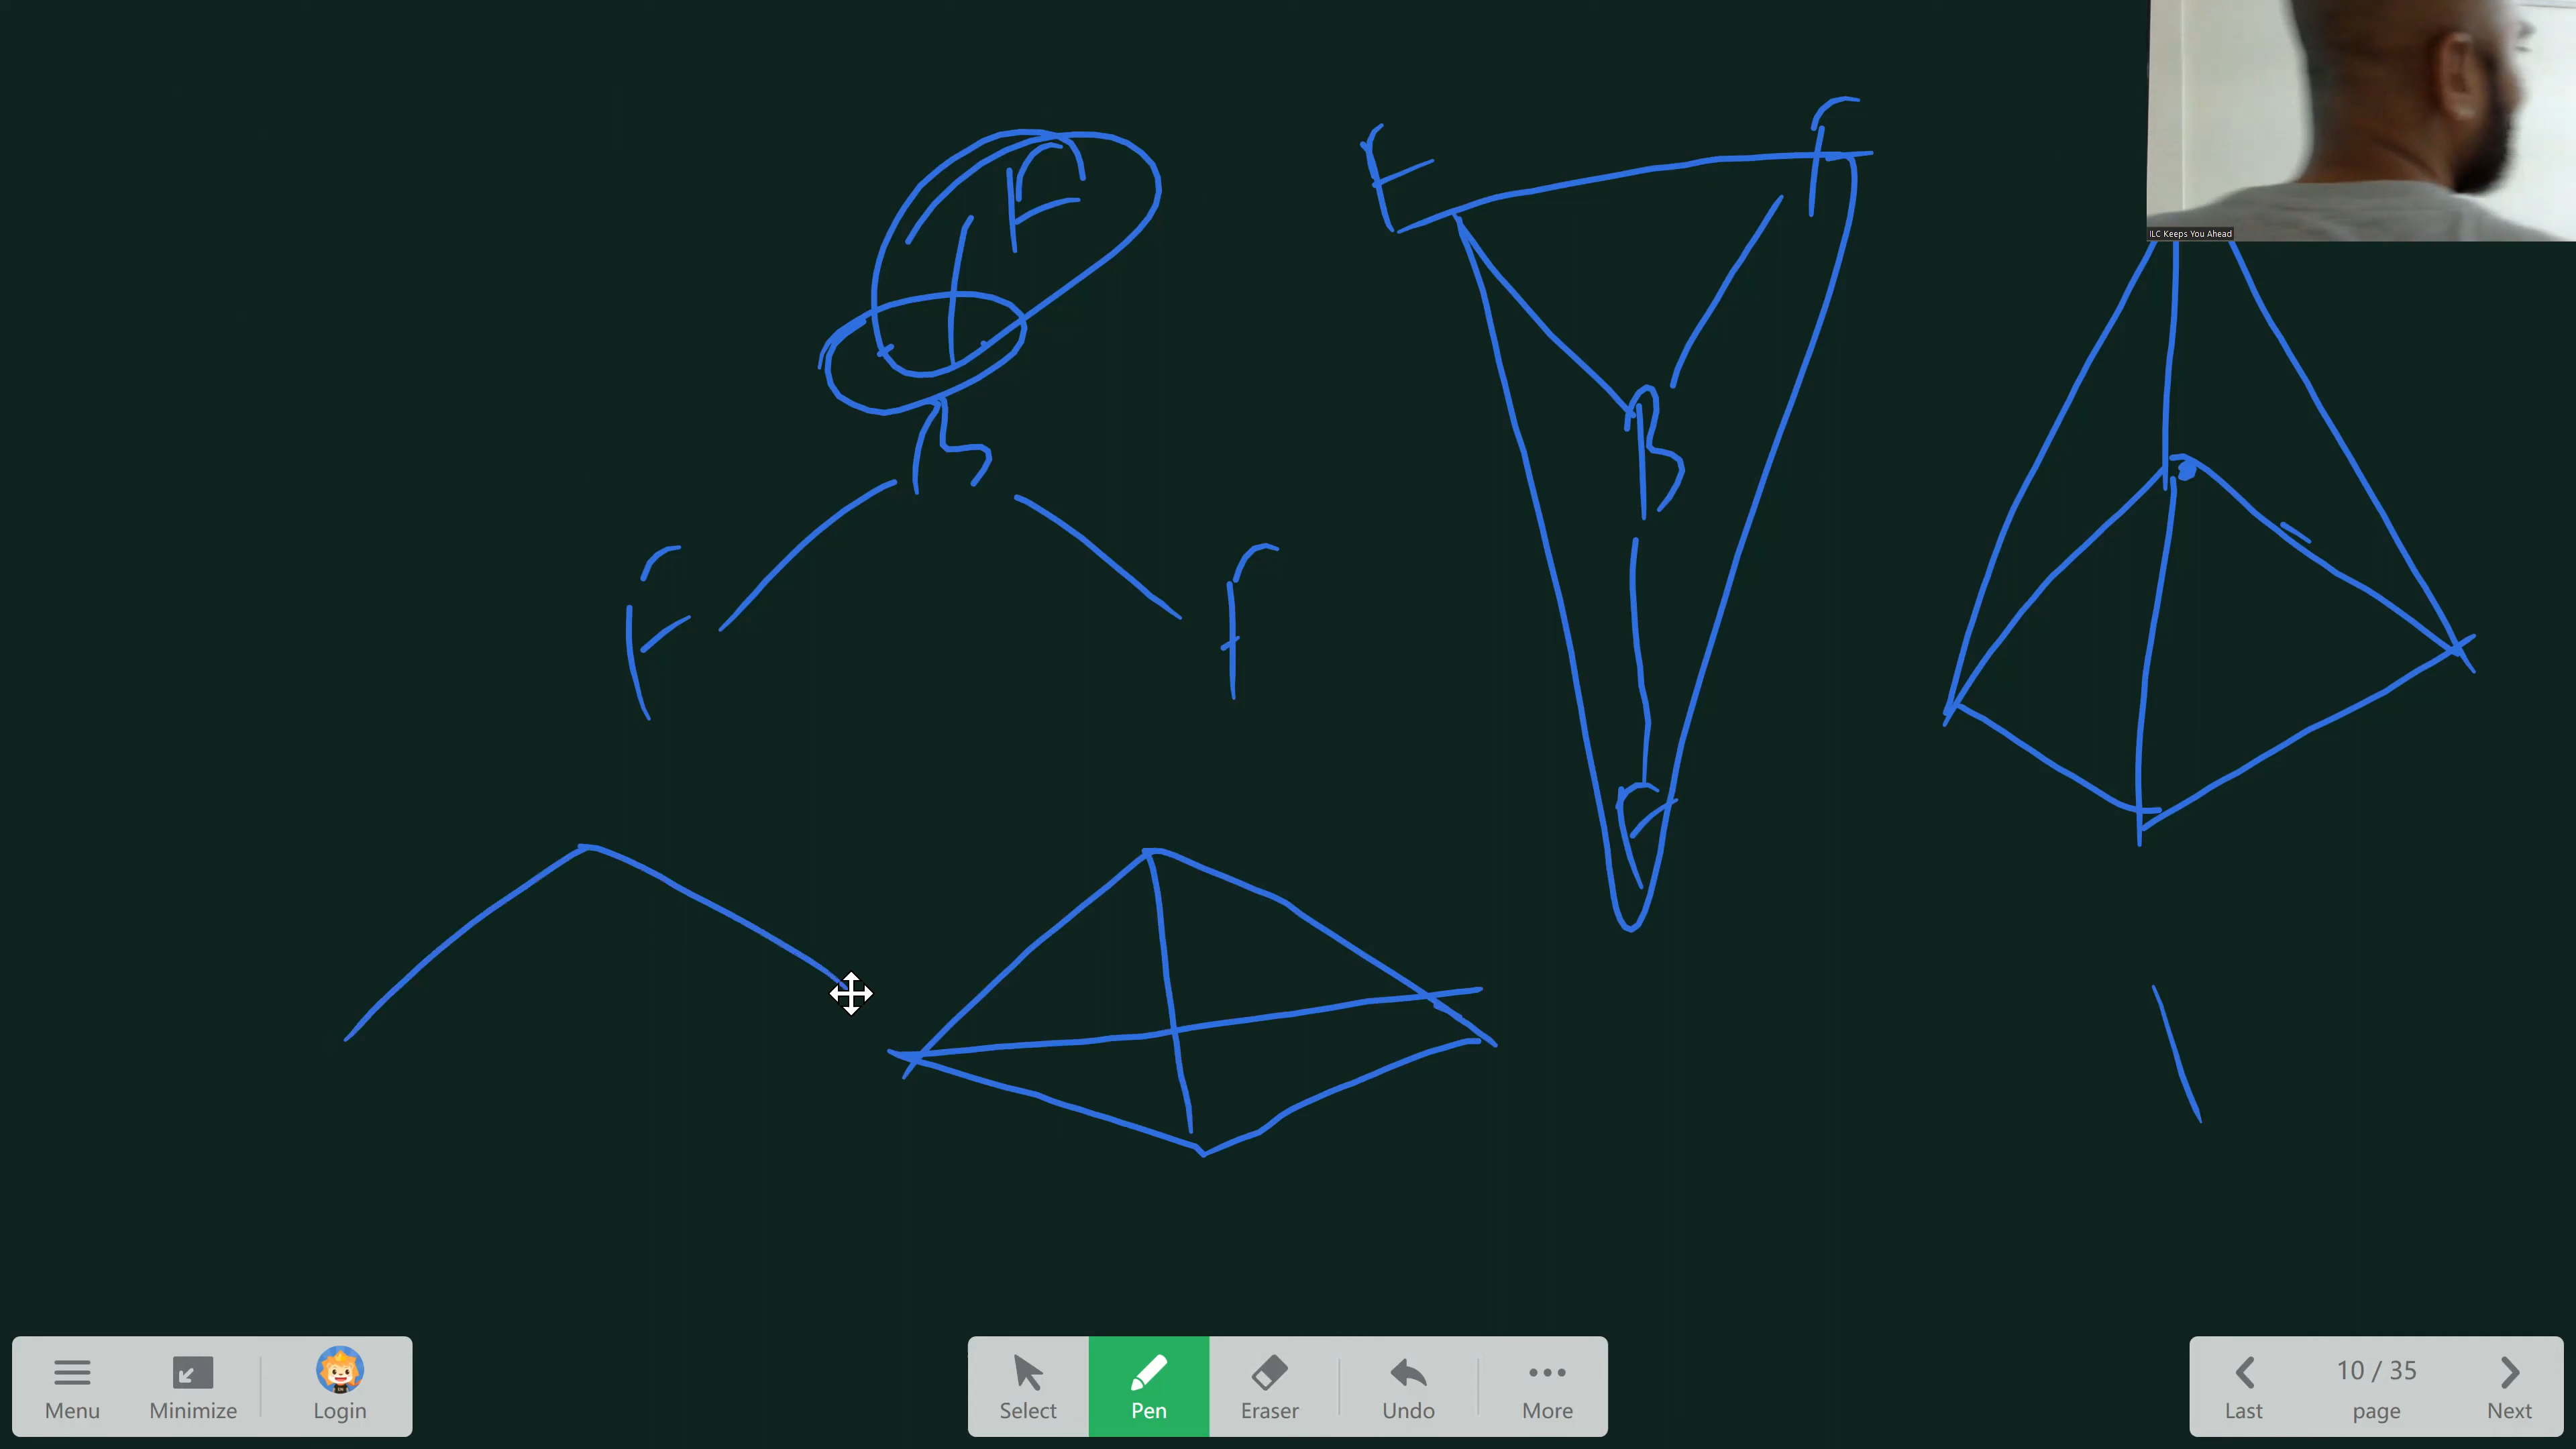 F
F
F
ILC Keeps You Ahead
B
B
F
F
F
Menu
Minimize
Login
Select
Pen
Eraser
Undo
More
Last
10 / 35
page
Next